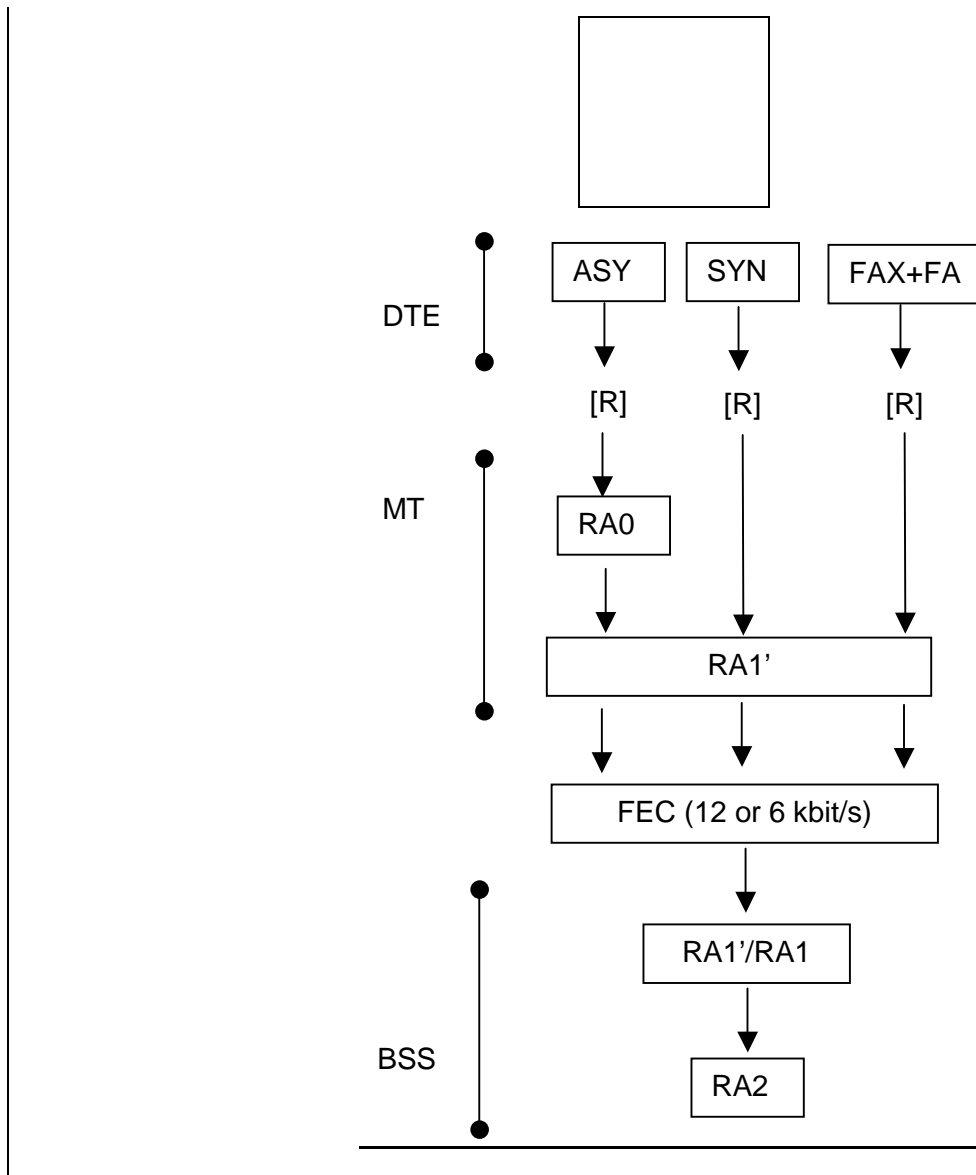 ASY SYN FAX+FA
DTE
[R] [R] [R]
MT
RA0
RA1’
FEC (12 or 6 kbit/s)
RA1’/RA1
BSS
RA2